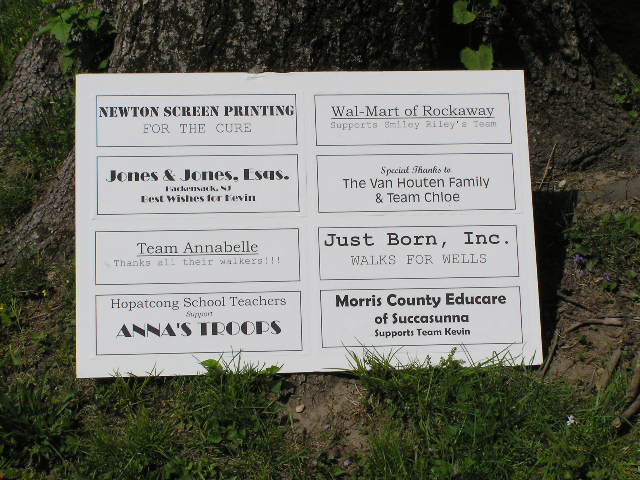 NEWTON SCREEN PRINTING
FOR THE CURE
Jones & Jones, Esqs.
Hackensack, NJ
Best Wishes for Kevin
Team Annabelle
Thanks all their walkers!!!
Hopatcong School Teachers
Support
ANNA'S TROOPS
Wal-Mart of Rockaway
Supports Smiley Riley's Team
Special Thanks to
The Van Houten Family
& Team Chloe
Just Born, Inc.
WALKS FOR WELLS
Morris County Educare
of Succasunna
Supports Team Kevin